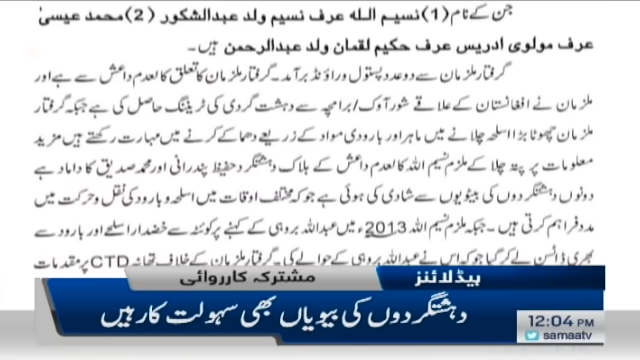 جن کے نام (1) نسیم اللہ عرف نسیم ولد عبدالشکور (2) محمد عیسیٰ
عرف مولوی ادریس عرف حکیم لقمان ولد عبدالرحمن ہیں۔
گرفتار ملزمان سے دو عدد پستول و راؤنڈ برآمد۔ گرفتار ملزمان کا تعلق کالعدم داعش سے ہے اور
ملزمان نے افغانستان کے علاقے شوراوک/برامچہ سے دہشت گردی کی ٹریننگ حاصل کی ہے جبکہ گرفتار
ملزمان چھوٹا بڑا اسلحہ چلانے میں ماہر اور بارودی مواد کے زریعے دھماکے کرنے میں مہارت رکھتے ہیں مزید
معلومات پر پتہ چلا کے ملزم نسیم اللہ کالعدم داعش کے ہلاک دہشتگرد حفیظ پندرانی اور محمد صدیق کا داماد ہے
دونوں دہشتگردوں کی بیٹویوں سے شادی کی ہوئی ہے جو کہ مختلف اوقات میں اسلحہ و بارود کی نقل و حرکت میں
مدد فراہم کرتی ہیں۔ جبکہ ملزم نسیم اللہ 2013ء میں عبداللہ بروہی کے کہنے پر کوئٹہ سے خضدار اسلحے اور بارود سے
بھری ڈاٹسن لے کر گیا جو کہ اس نے عبداللہ بروہی کے حوالے کی۔ گرفتار ملزمان کے خلاف تھانہ CTD پر مقدمات
ہیڈلائنز
مشترکہ کارروائی
دہشتگردوں کی بیویاں بھی سہولت کار ہیں
12:04 PM
samaatv